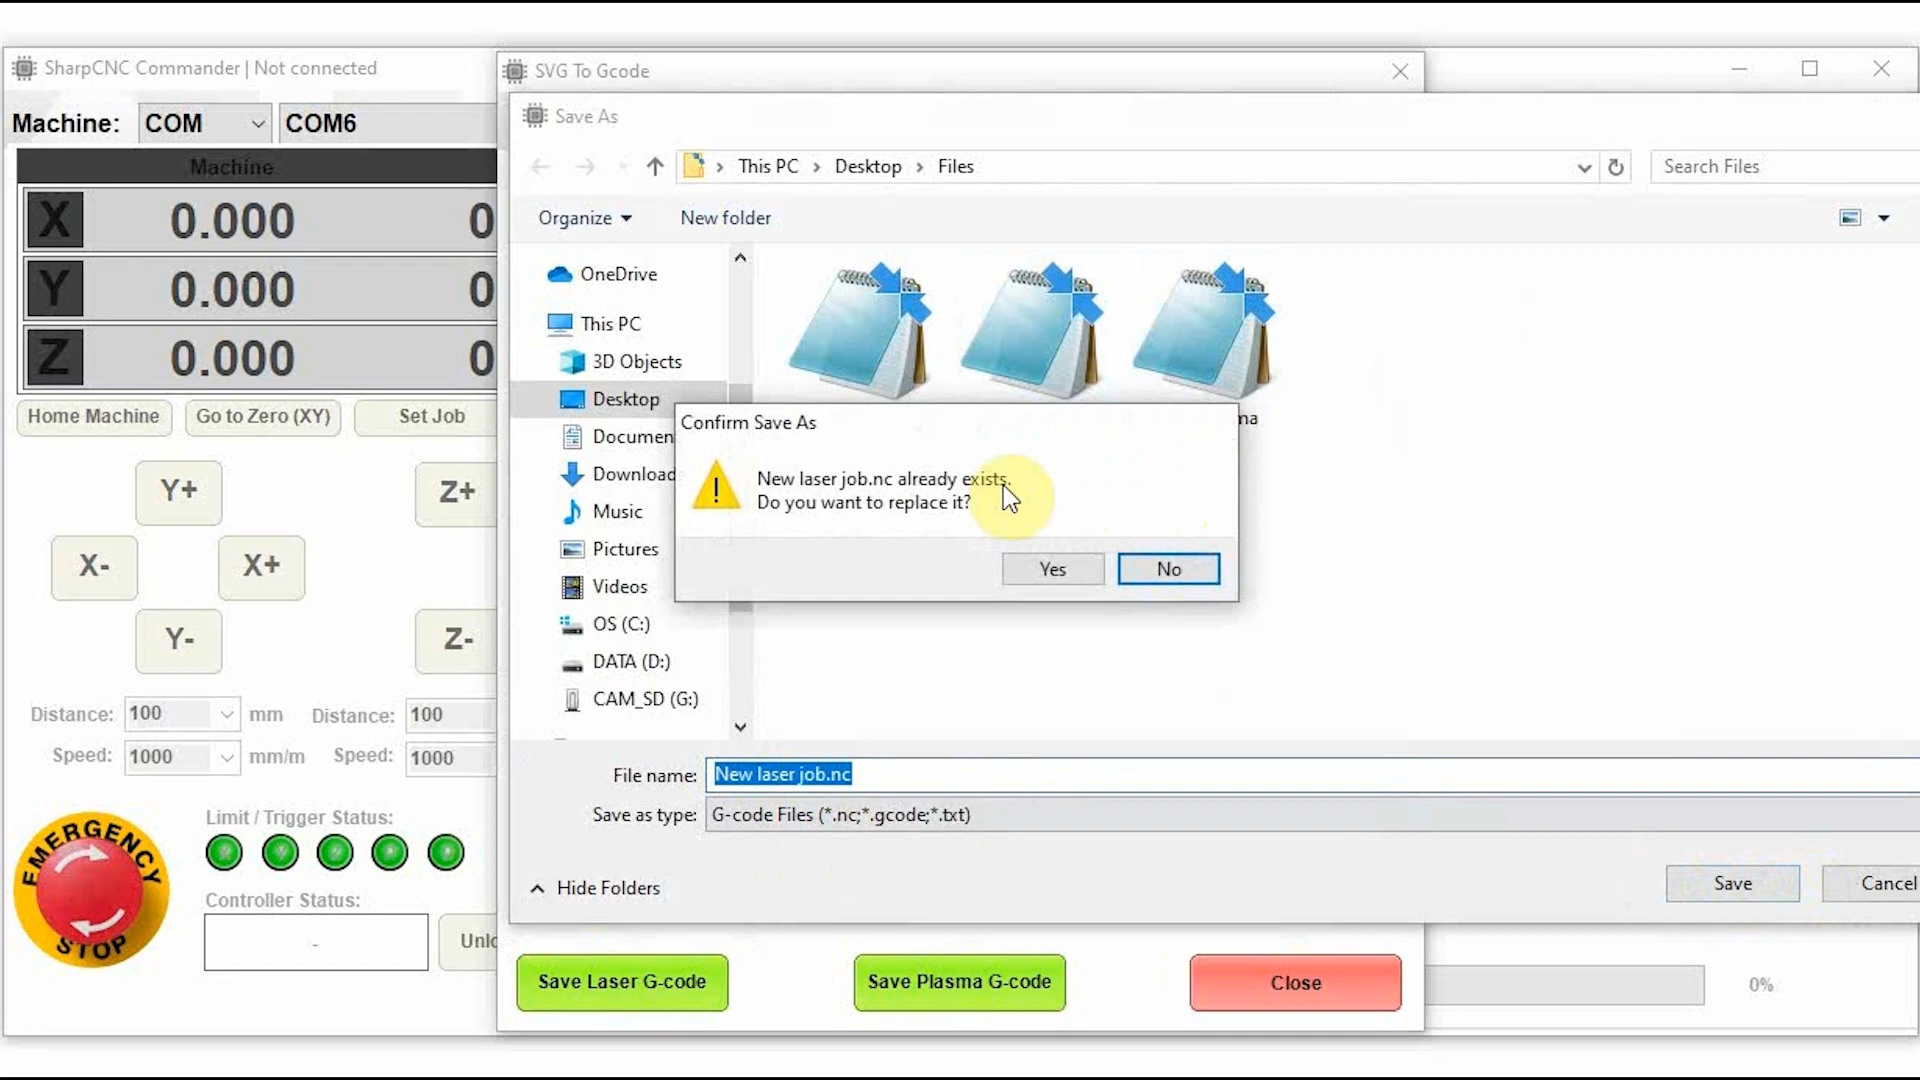 SharpCNC Commander | Not connected
Machine: COM COM6
Machine
X 0.000 0
Y 0.000 0
Z 0.000 0
Home Machine Go to Zero (XY) Set Job
Y+ Z+
X- X+
Y- Z-
Distance: 100 mm Distance: 100
Speed: 1000 mm/m Speed: 1000
EMERGENCY
STOP
Limit / Trigger Status:
Controller Status:
-
SVG To Gcode
Save As
This PC > Desktop > Files
Search Files
Organize New folder
OneDrive
This PC
3D Objects
Desktop
Documen
Download
Music
Pictures
Videos
OS (C:)
DATA (D:)
CAM_SD (G:)
Confirm Save As
New laser job.nc already exists.
Do you want to replace it?
Yes No
File name: New laser job.nc
Save as type: G-code Files (*.nc;*.gcode;*.txt)
Hide Folders
Save Cancel
Save Laser G-code Save Plasma G-code Close
0%